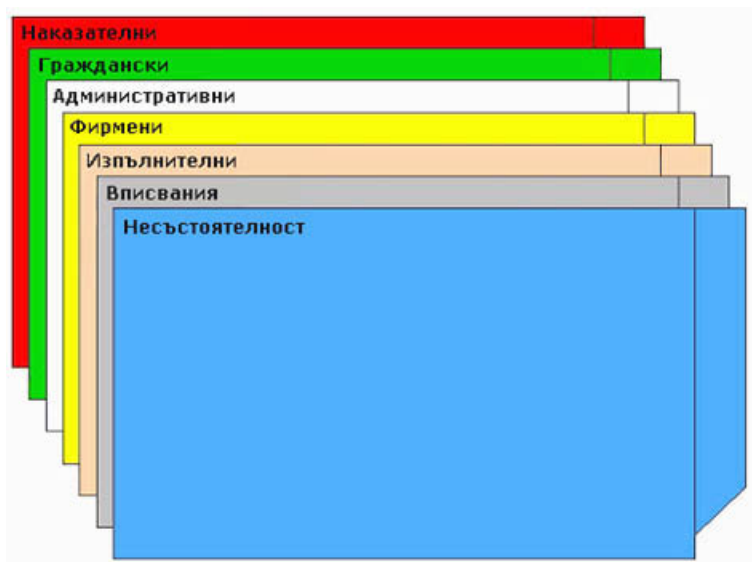 Наказателни
Граждански
Административни
Фирмени
Изпълнителни
Вписвания
Несъстоятелност